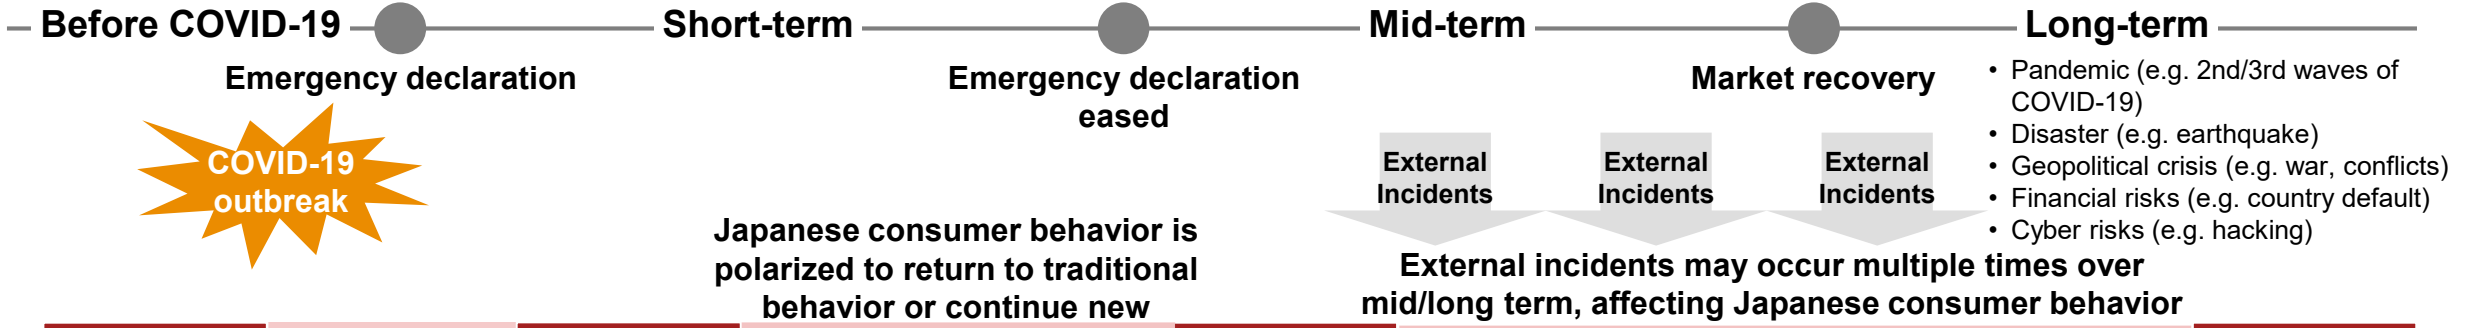 Before COVID-19
Short-term
Mid-term
Long-term
Emergency declaration
Emergency declaration
eased
Market recovery
• Pandemic (e.g. 2nd/3rd waves of
COVID-19)
• Disaster (e.g. earthquake)
• Geopolitical crisis (e.g. war, conflicts)
• Financial risks (e.g. country default)
• Cyber risks (e.g. hacking)
COVID-19
outbreak
External
Incidents
External
Incidents
External
Incidents
Japanese consumer behavior is
polarized to return to traditional
behavior or continue new
External incidents may occur multiple times over
mid/long term, affecting Japanese consumer behavior